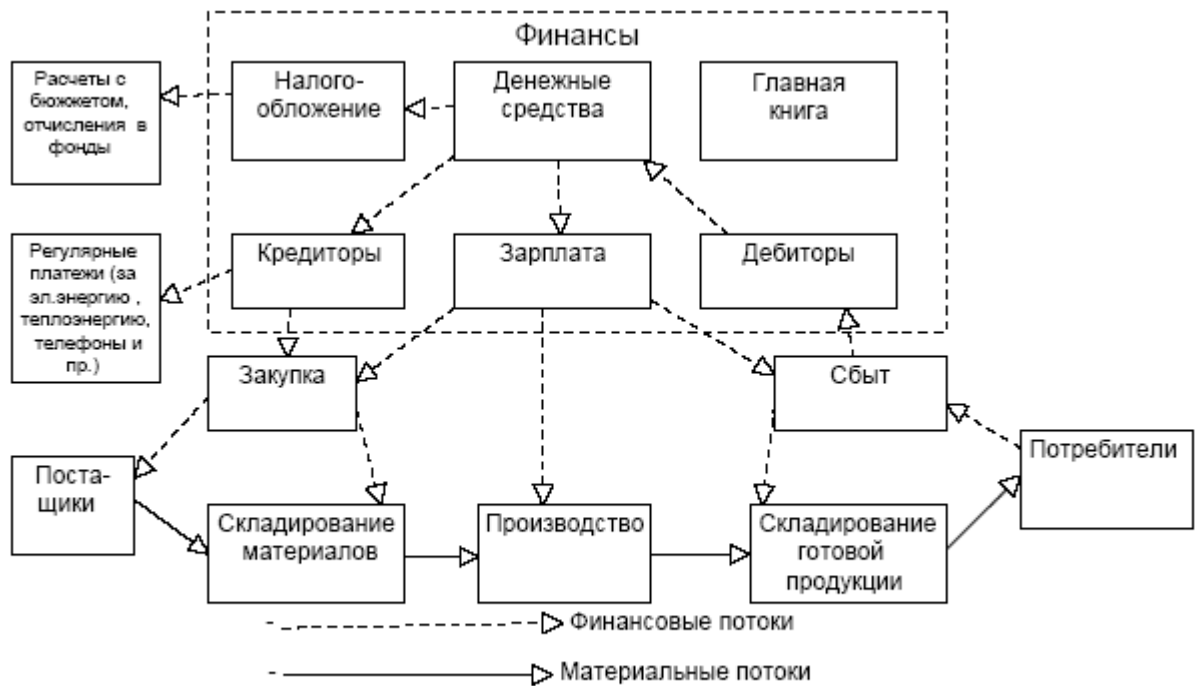 Финансы
Расчеты с
бюжкетом,
отчисления в
фонды
Налого-
обложение
Денежные
средства
Главная
книга
Регулярные
платежи (за
эл.энергию ,
теплоэнергию,
телефоны и
пр.)
Кредиторы
Зарплата
Дебиторы
Закупка
Сбыт
Поста-
щики
Потребители
Складирование
материалов
Производство
Складирование
готовой
продукции
Финансовые потоки
Материальные потоки